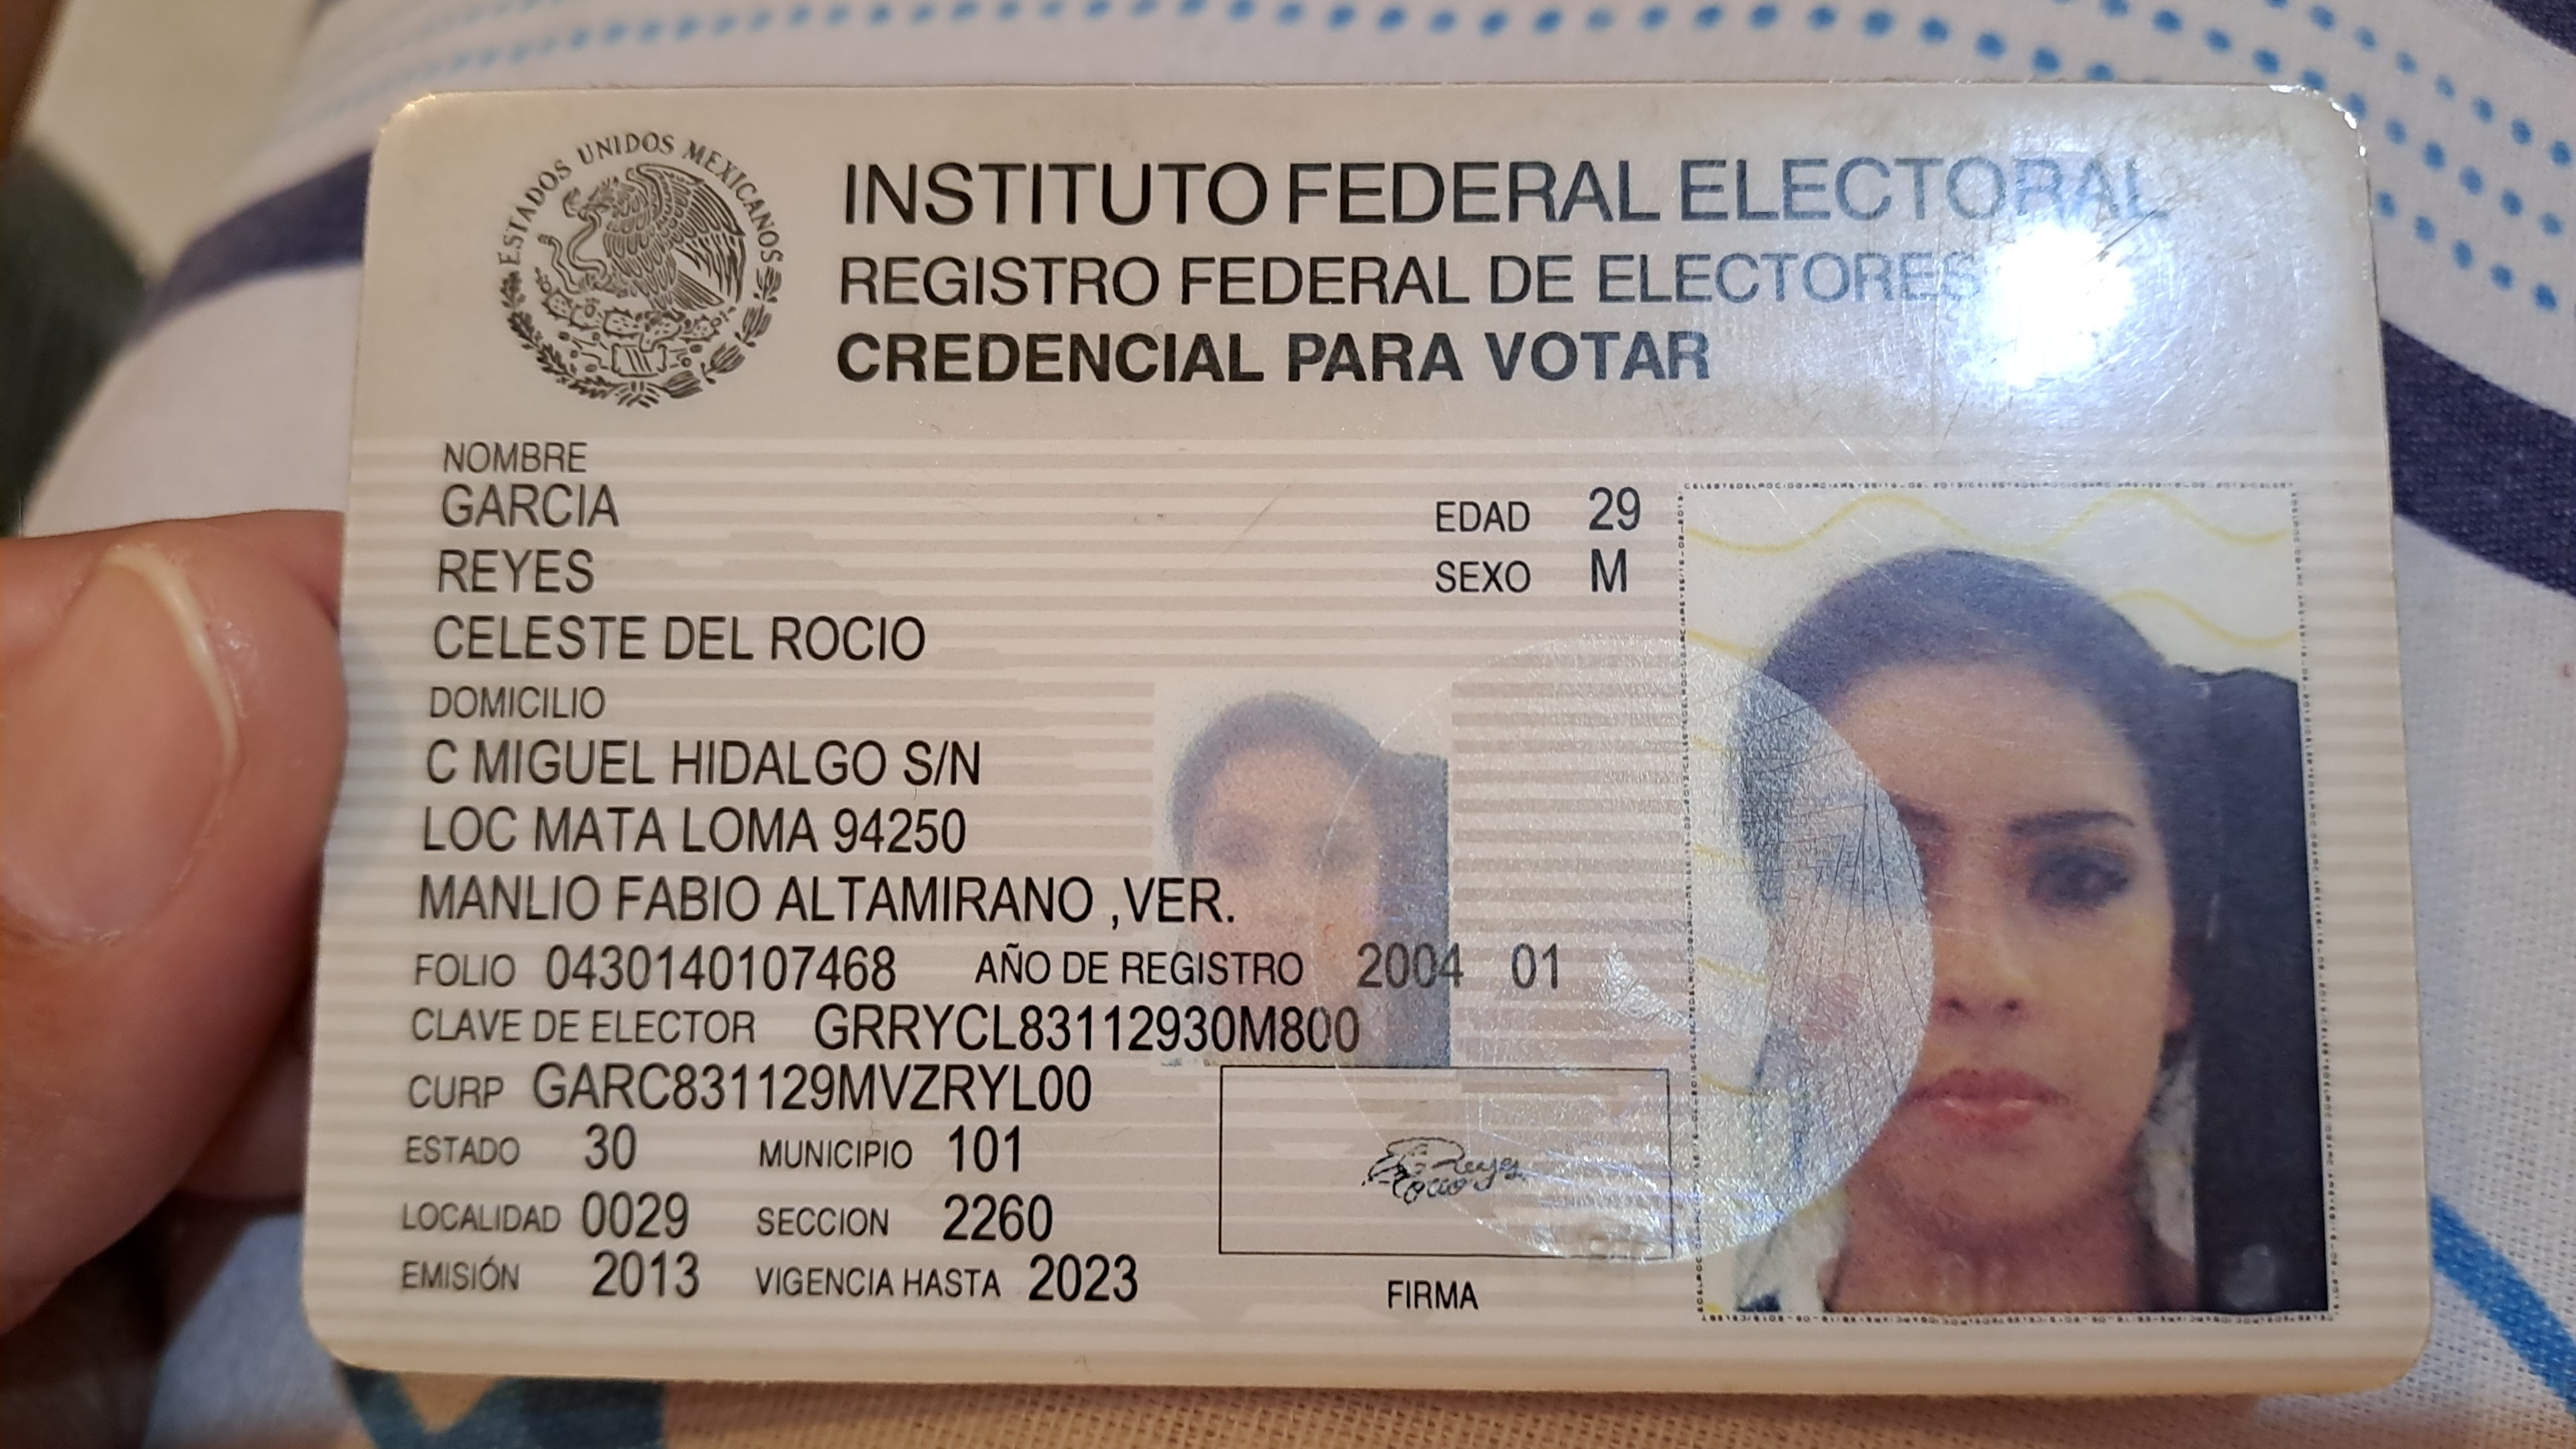 ESTADOS UNIDOS MEXICANOS
INSTITUTO FEDERAL ELECTORAL
REGISTRO FEDERAL DE ELECTORES
CREDENCIAL PARA VOTAR
NOMBRE
GARCIA
REYES
CELESTE DEL ROCIO
EDAD 29
SEXO M
DOMICILIO
C MIGUEL HIDALGO S/N
LOC MATA LOMA 94250
MANLIO FABIO ALTAMIRANO ,VER.
FOLIO 0430140107468 AÑO DE REGISTRO 2004 01
CLAVE DE ELECTOR GRRYCL83112930M800
CURP GARC831129MVZRYL00
ESTADO 30 MUNICIPIO 101
LOCALIDAD 0029 SECCION 2260
EMISIÓN 2013 VIGENCIA HASTA 2023
Reyes
FIRMA